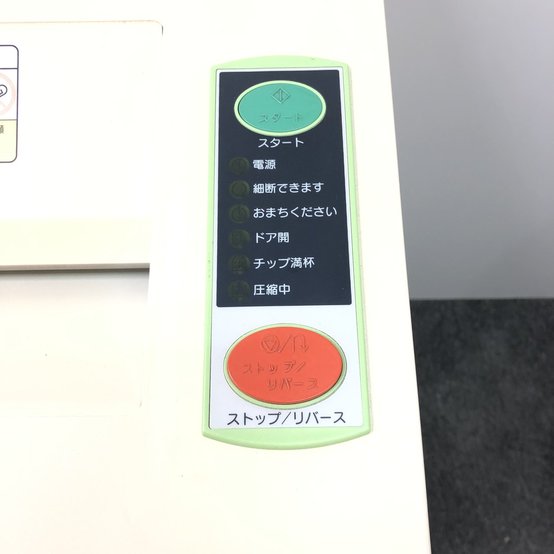 スタート
スタート
電源
細断できます
おまちください
ドア開
チップ満杯
圧縮中
ストップ/
リバース
ストップ/リバース